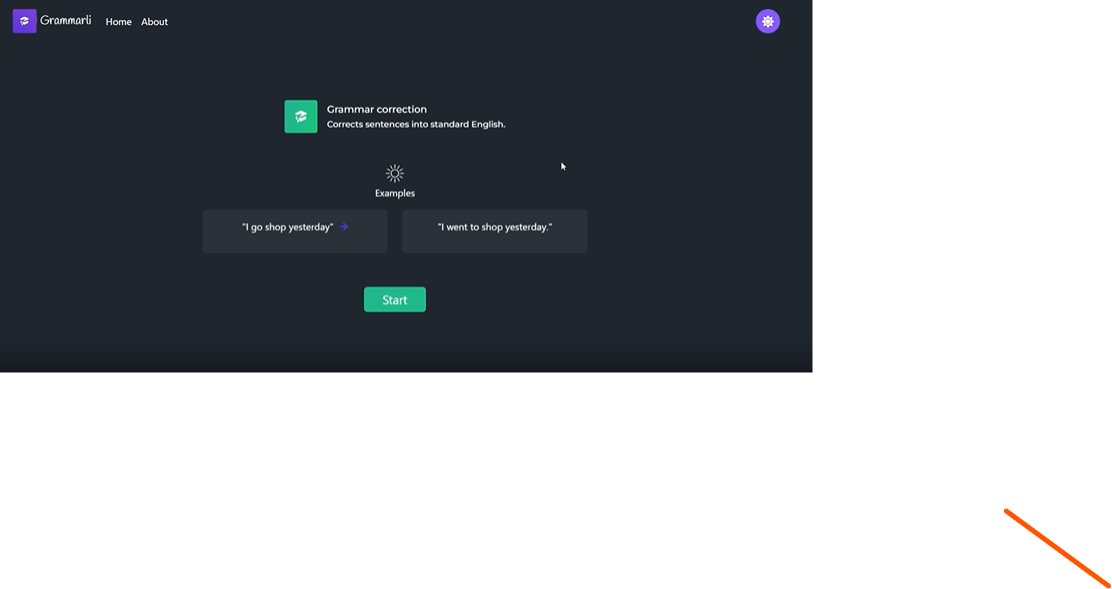 Grammarli Home About
Grammar correction
Corrects sentences into standard English.
Examples
"I go shop yesterday" → "I went to shop yesterday."
Start